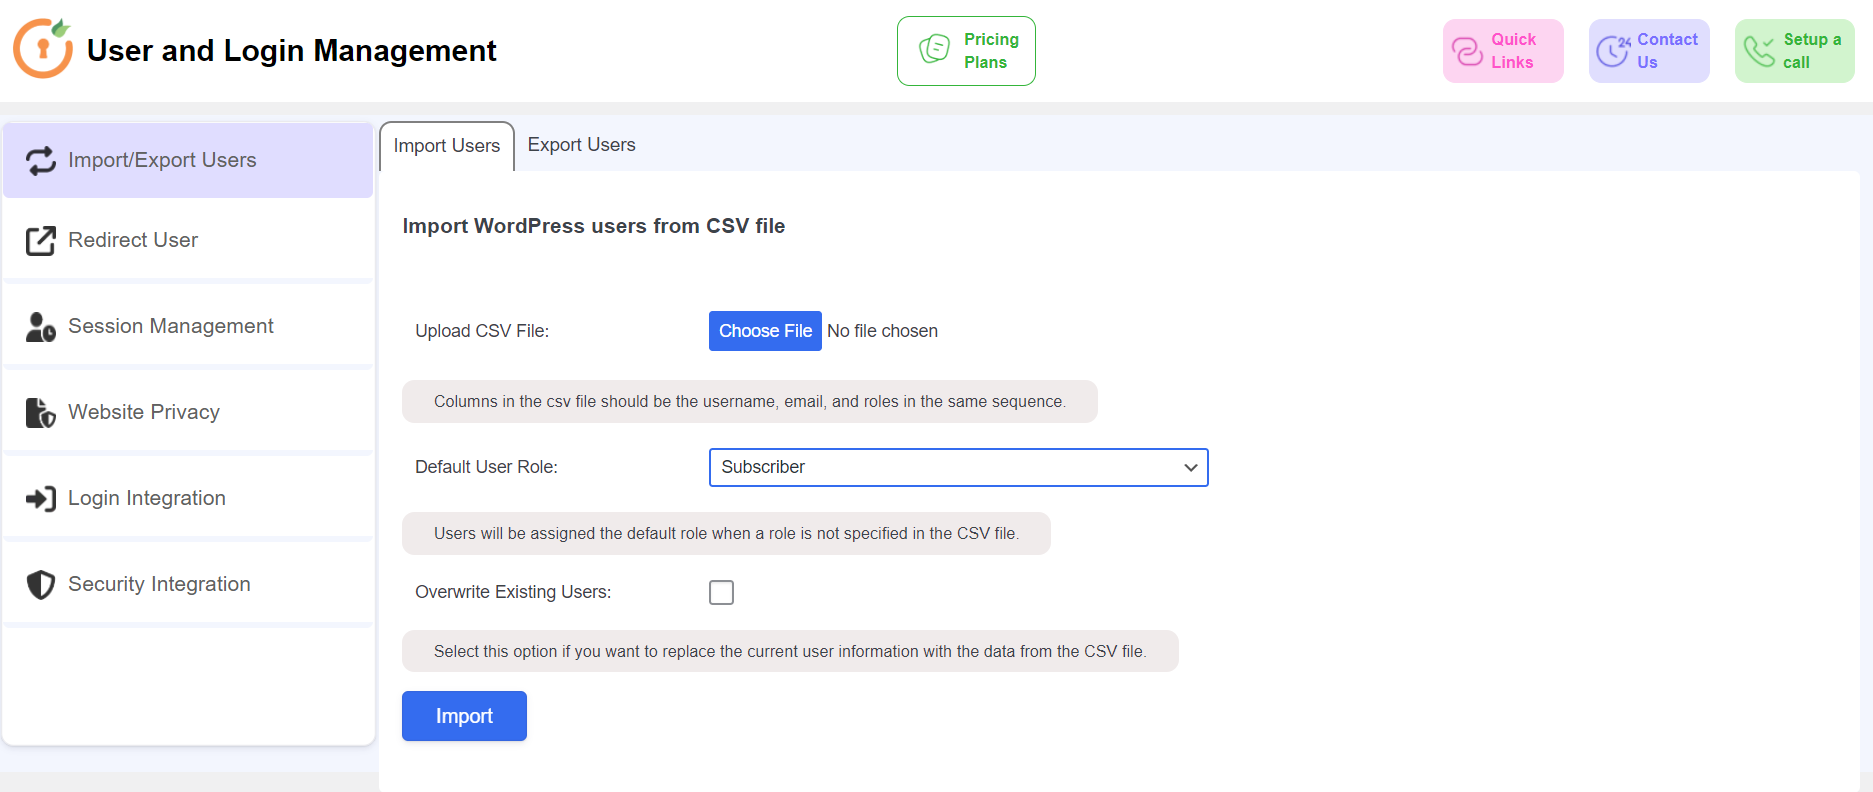 User and Login Management
Pricing
Plans
Quick
Links
24
Contact
Us
Setup a
call
Import/Export Users
Redirect User
Session Management
Website Privacy
Login Integration
Security Integration
Import Users
Export Users
Import WordPress users from CSV file
Upload CSV File:
Choose File No file chosen
Columns in the csv file should be the username, email, and roles in the same sequence.
Default User Role:
Subscriber
Users will be assigned the default role when a role is not specified in the CSV file.
Overwrite Existing Users:
Select this option if you want to replace the current user information with the data from the CSV file.
Import